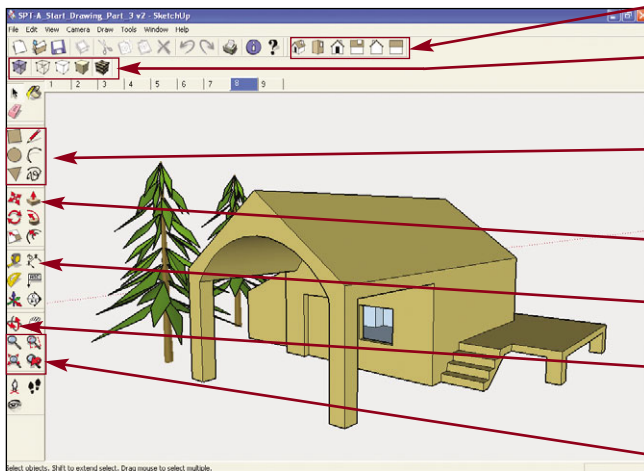 SPT-A_Start_Drawing_Part_3 v2 - SketchUp
File Edit View Camera Draw Tools Window Help
1 2 3 4 5 6 7 8 9
Select objects. Shift to extend select. Drag mouse to select multiple.